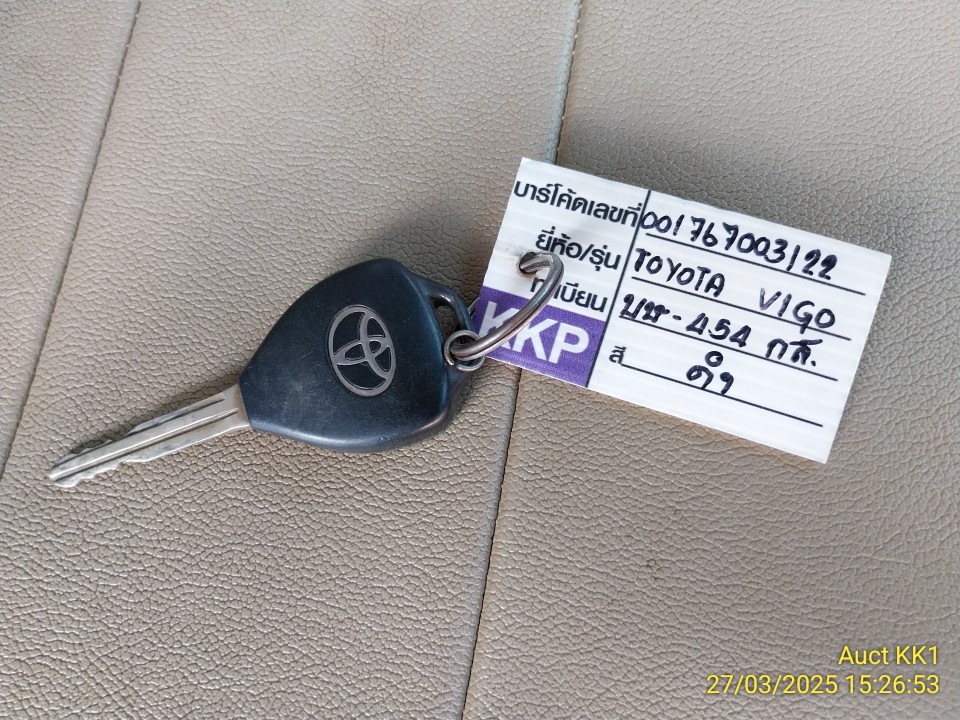 บาร์โค้ดเลขที่ 001767003122
ยี่ห้อ/รุ่น TOYOTA VIGO
ทะเบียน บษ-454 กส.
KKP สี ดำ
Auct KK1
27/03/2025 15:26:53